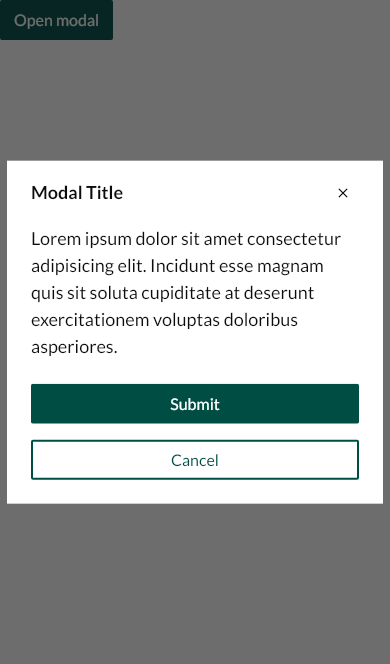 Open modal
Modal Title
Lorem ipsum dolor sit amet consectetur
adipisicing elit. Incidunt esse magnam
quis sit soluta cupiditate at deserunt
exercitationem voluptas doloribus
asperiores.
Submit
Cancel